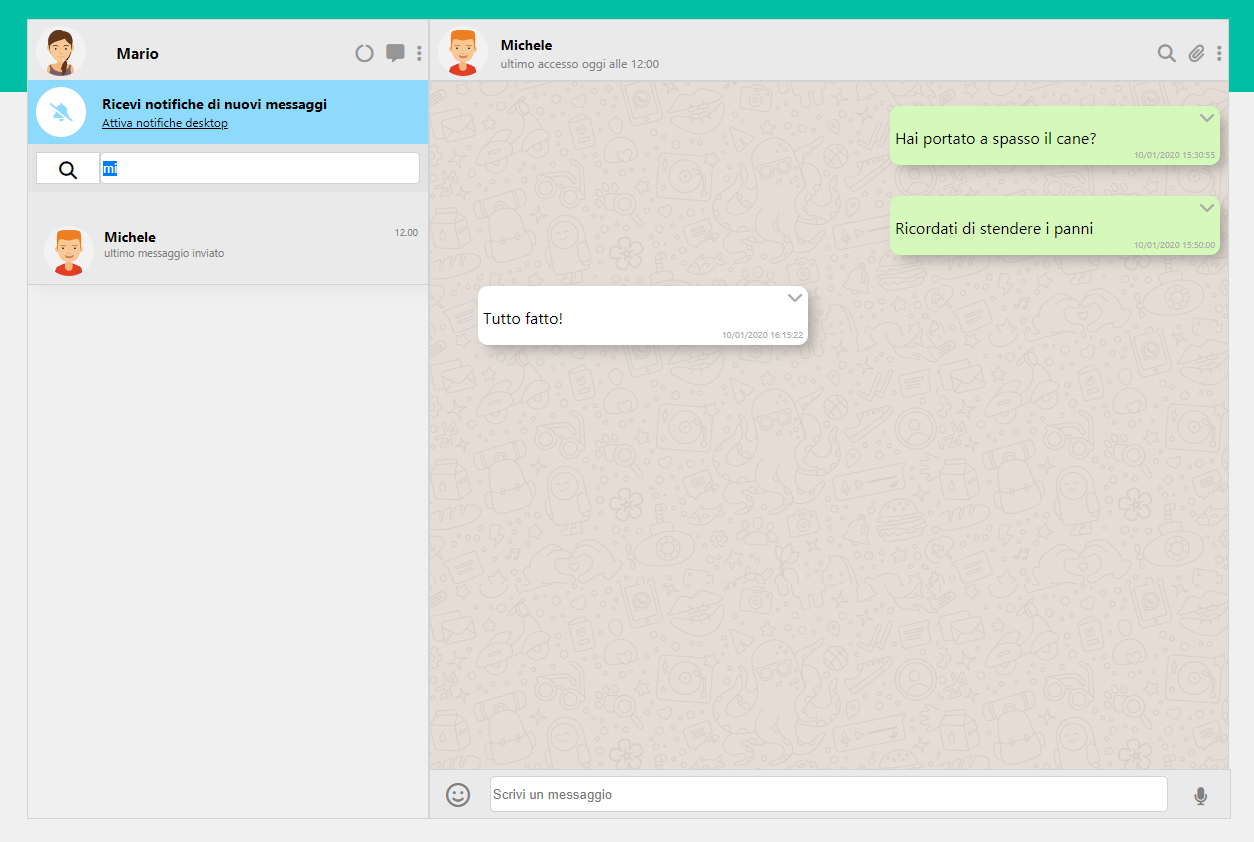 Mario
Ricevi notifiche di nuovi messaggi
Attiva notifiche desktop
mi
Michele
12.00
ultimo messaggio inviato
Michele
ultimo accesso oggi alle 12:00
Hai portato a spasso il cane?
10/01/2020 15:30:55
Ricordati di stendere i panni
10/01/2020 15:50:00
Tutto fatto!
10/01/2020 16:15:22
Scrivi un messaggio